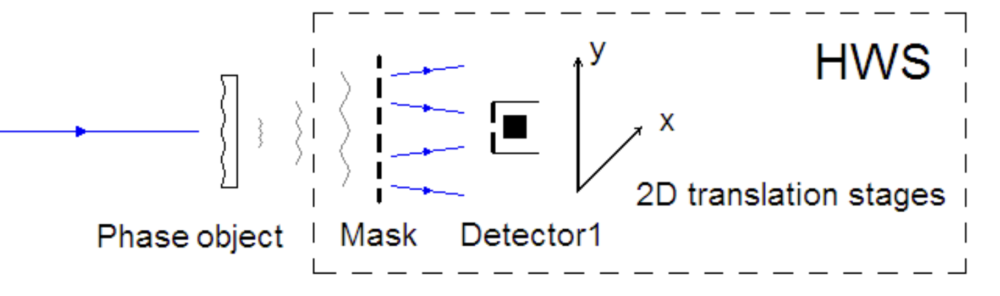 HWS
y
x
2D translation stages
Phase object
Mask
Detector1